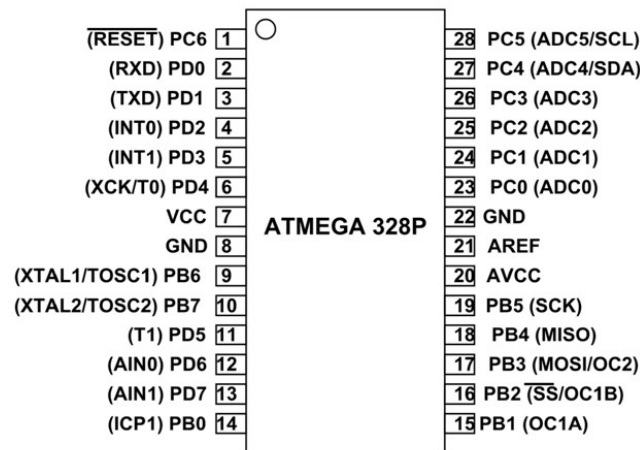 (RESET) PC6 1
(RXD) PD0 2
(TXD) PD1 3
(INT0) PD2 4
(INT1) PD3 5
(XCK/T0) PD4 6
VCC 7
GND 8
(XTAL1/TOSC1) PB6 9
(XTAL2/TOSC2) PB7 10
(T1) PD5 11
(AIN0) PD6 12
(AIN1) PD7 13
(ICP1) PB0 14
ATMEGA 328P
28 PC5 (ADC5/SCL)
27 PC4 (ADC4/SDA)
26 PC3 (ADC3)
25 PC2 (ADC2)
24 PC1 (ADC1)
23 PC0 (ADC0)
22 GND
21 AREF
20 AVCC
19 PB5 (SCK)
18 PB4 (MISO)
17 PB3 (MOSI/OC2)
16 PB2 (SS/OC1B)
15 PB1 (OC1A)